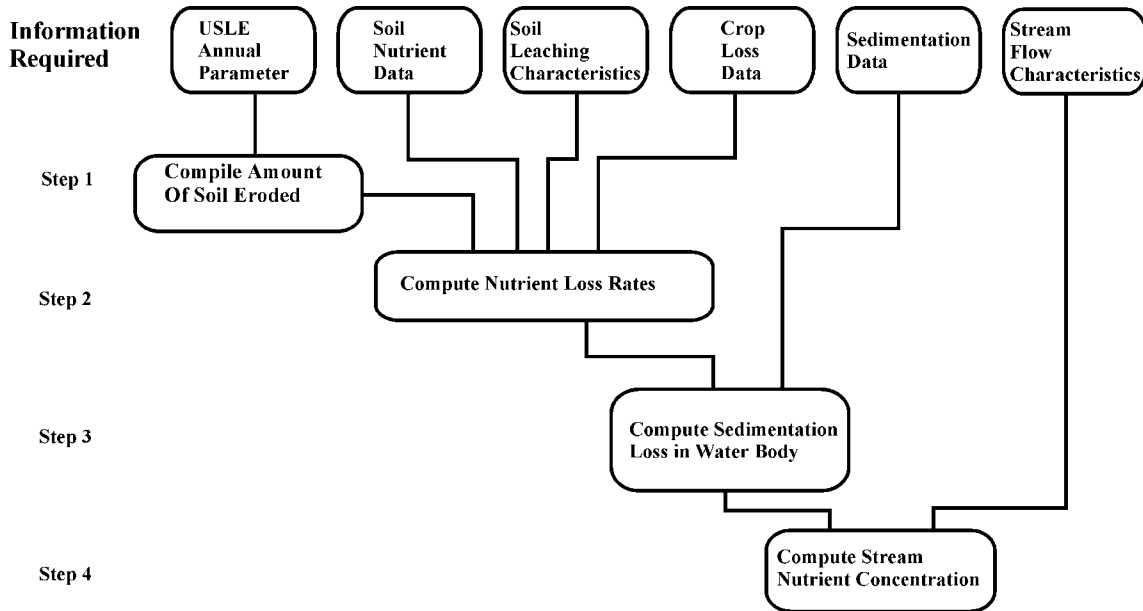 Information
Required
USLE
Annual
Parameter
Soil
Nutrient
Data
Soil
Leaching
Characteristics
Crop
Loss
Data
Sedimentation
Data
Stream
Flow
Characteristics
Step 1
Compile Amount
Of Soil Eroded
Step 2
Compute Nutrient Loss Rates
Step 3
Compute Sedimentation
Loss in Water Body
Step 4
Compute Stream
Nutrient Concentration